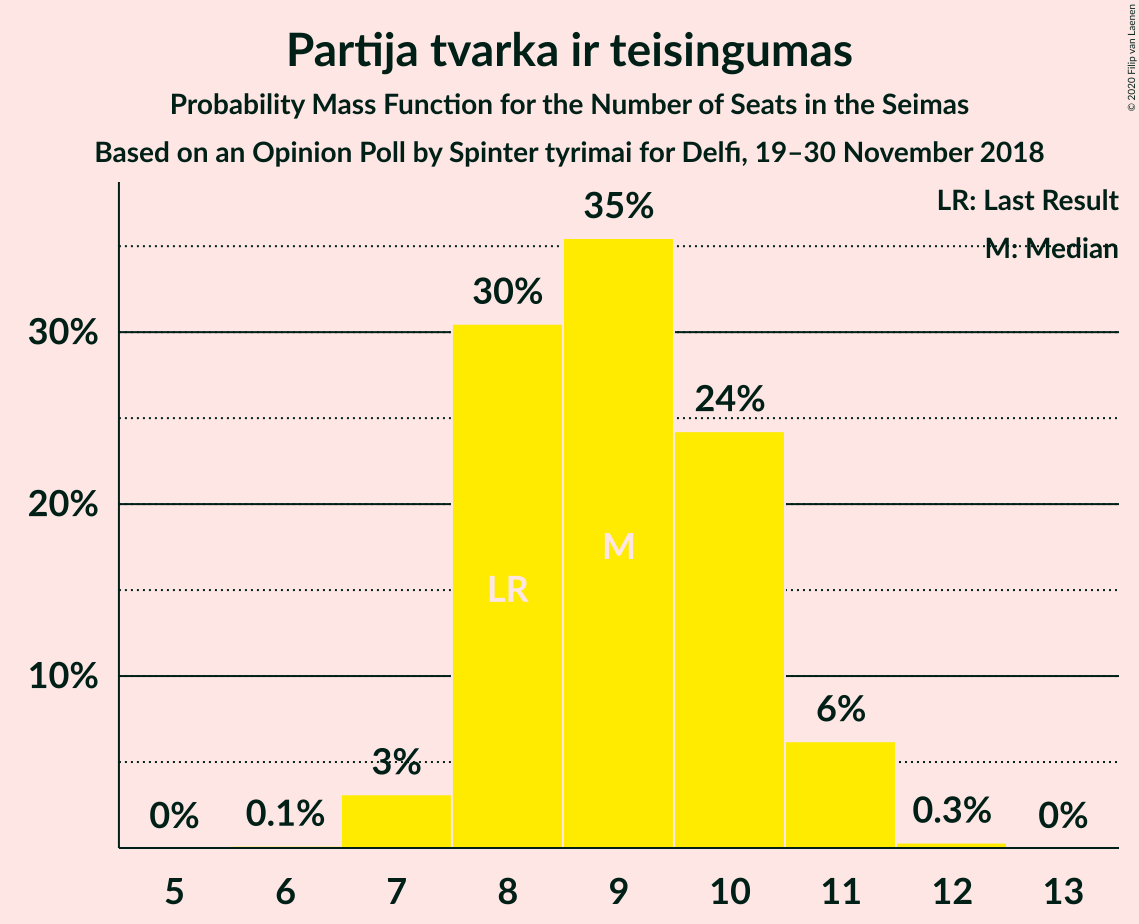 Partija tvarka ir teisingumas
Probability Mass Function for the Number of Seats in the Seimas
Based on an Opinion Poll by Spinter tyrimai for Delfi, 19–30 November 2018
© 2020 Filip van Laenen
LR: Last Result
M: Median
35%
30%
24%
6%
3%
0%
0.1%
0.3%
0%
30%
20%
10%
LR
M
5 6 7 8 9 10 11 12 13